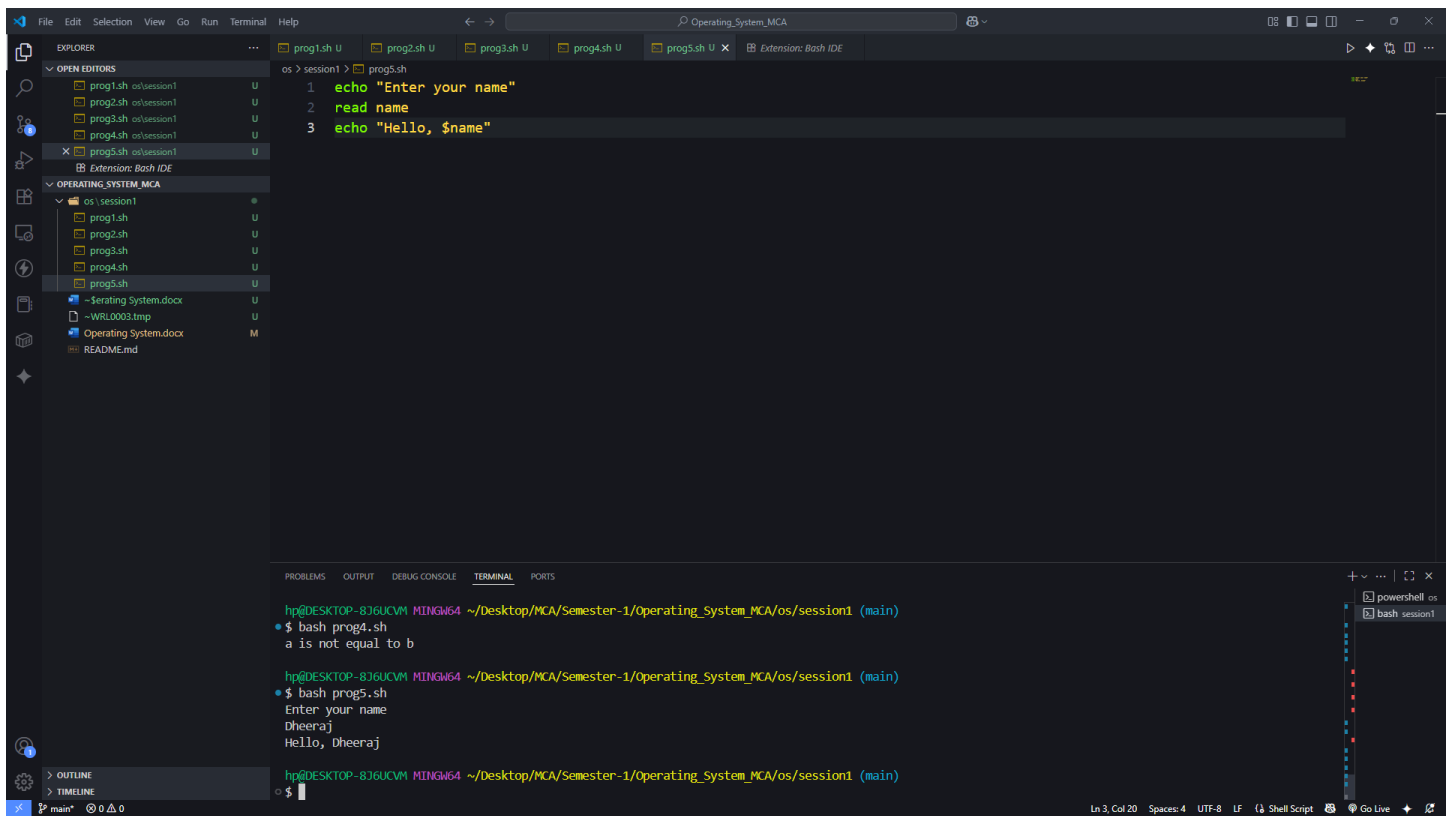 File Edit Selection View Go Run Terminal Help
Operating_System_MCA
EXPLORER
OPEN EDITORS
prog1.sh os\session1 U
prog2.sh os\session1 U
prog3.sh os\session1 U
prog4.sh os\session1 U
prog5.sh os\session1 U
Extension: Bash IDE
OPERATING_SYSTEM_MCA
os\session1
prog1.sh U
prog2.sh U
prog3.sh U
prog4.sh U
prog5.sh U
~$erating System.docx U
~WRL0003.tmp U
Operating System.docx M
README.md
OUTLINE
TIMELINE
prog1.sh U prog2.sh U prog3.sh U prog4.sh U prog5.sh U Extension: Bash IDE
os > session1 > prog5.sh
1 echo "Enter your name"
2 read name
3 echo "Hello, $name"
PROBLEMS OUTPUT DEBUG CONSOLE TERMINAL PORTS
hp@DESKTOP-8J6UCVM MINGW64 ~/Desktop/MCA/Semester-1/Operating_System_MCA/os/session1 (main)
$ bash prog4.sh
a is not equal to b
hp@DESKTOP-8J6UCVM MINGW64 ~/Desktop/MCA/Semester-1/Operating_System_MCA/os/session1 (main)
$ bash prog5.sh
Enter your name
Dheeraj
Hello, Dheeraj
hp@DESKTOP-8J6UCVM MINGW64 ~/Desktop/MCA/Semester-1/Operating_System_MCA/os/session1 (main)
$
powershell os
bash session1
main* 0 0 Ln 3, Col 20 Spaces: 4 UTF-8 LF Shell Script Go Live